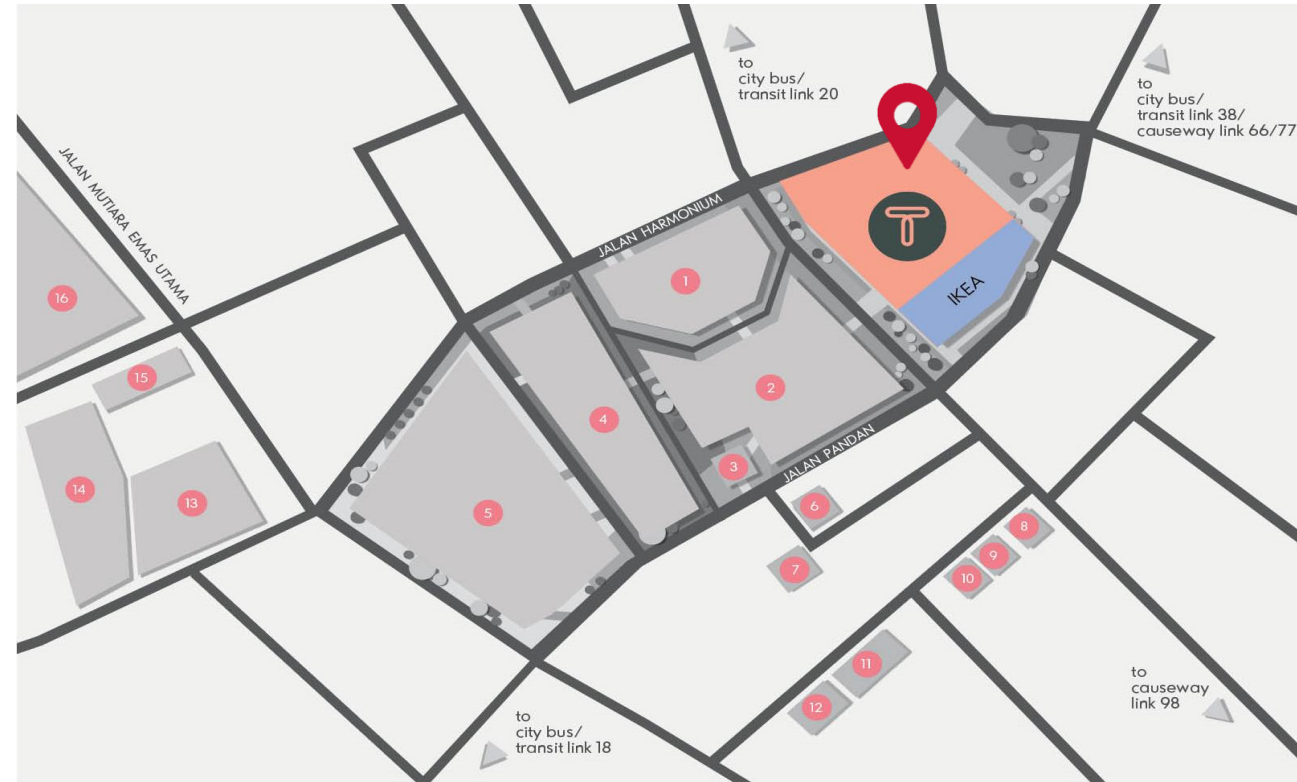 to
city bus/
transit link 20
to
city bus/
transit link 38/
causeway link 66/77
JALAN MUTIARA EMAS UTAMA
JALAN HARMONIUM
T
IKEA
1
16
15
2
4
3
JALAN PANDAN
14
13
5
6
7
8
9
10
11
12
to
causeway
link 98
to
city bus/
transit link 18